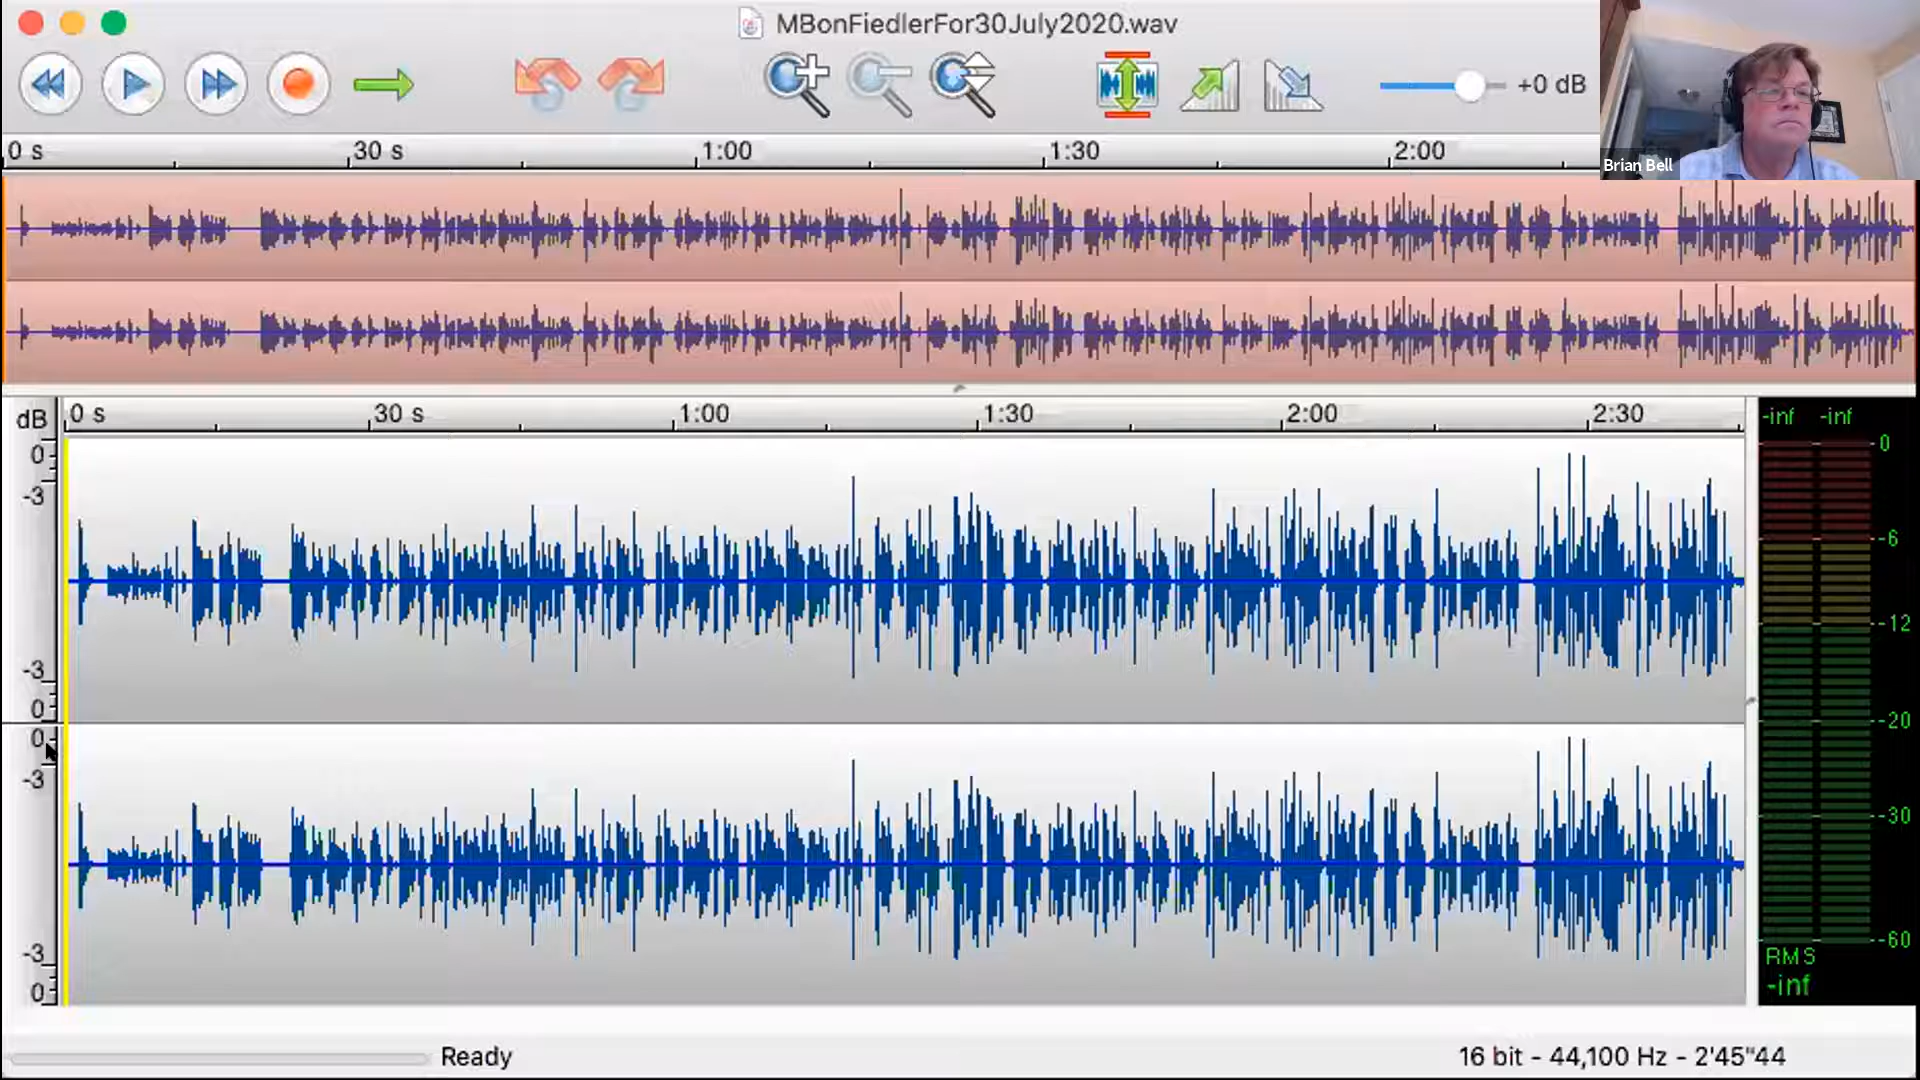 MBonFiedlerFor30July2020.wav
+0 dB
0 s 30 s 1:00 1:30 2:00
Brian Bell
dB 0 s 30 s 1:00 1:30 2:00 2:30
-inf -inf
0
-3
-3
0
0
-3
-3
0
0
-6
-12
-20
-30
-60
RMS
-inf
Ready
16 bit - 44,100 Hz - 2'45"44